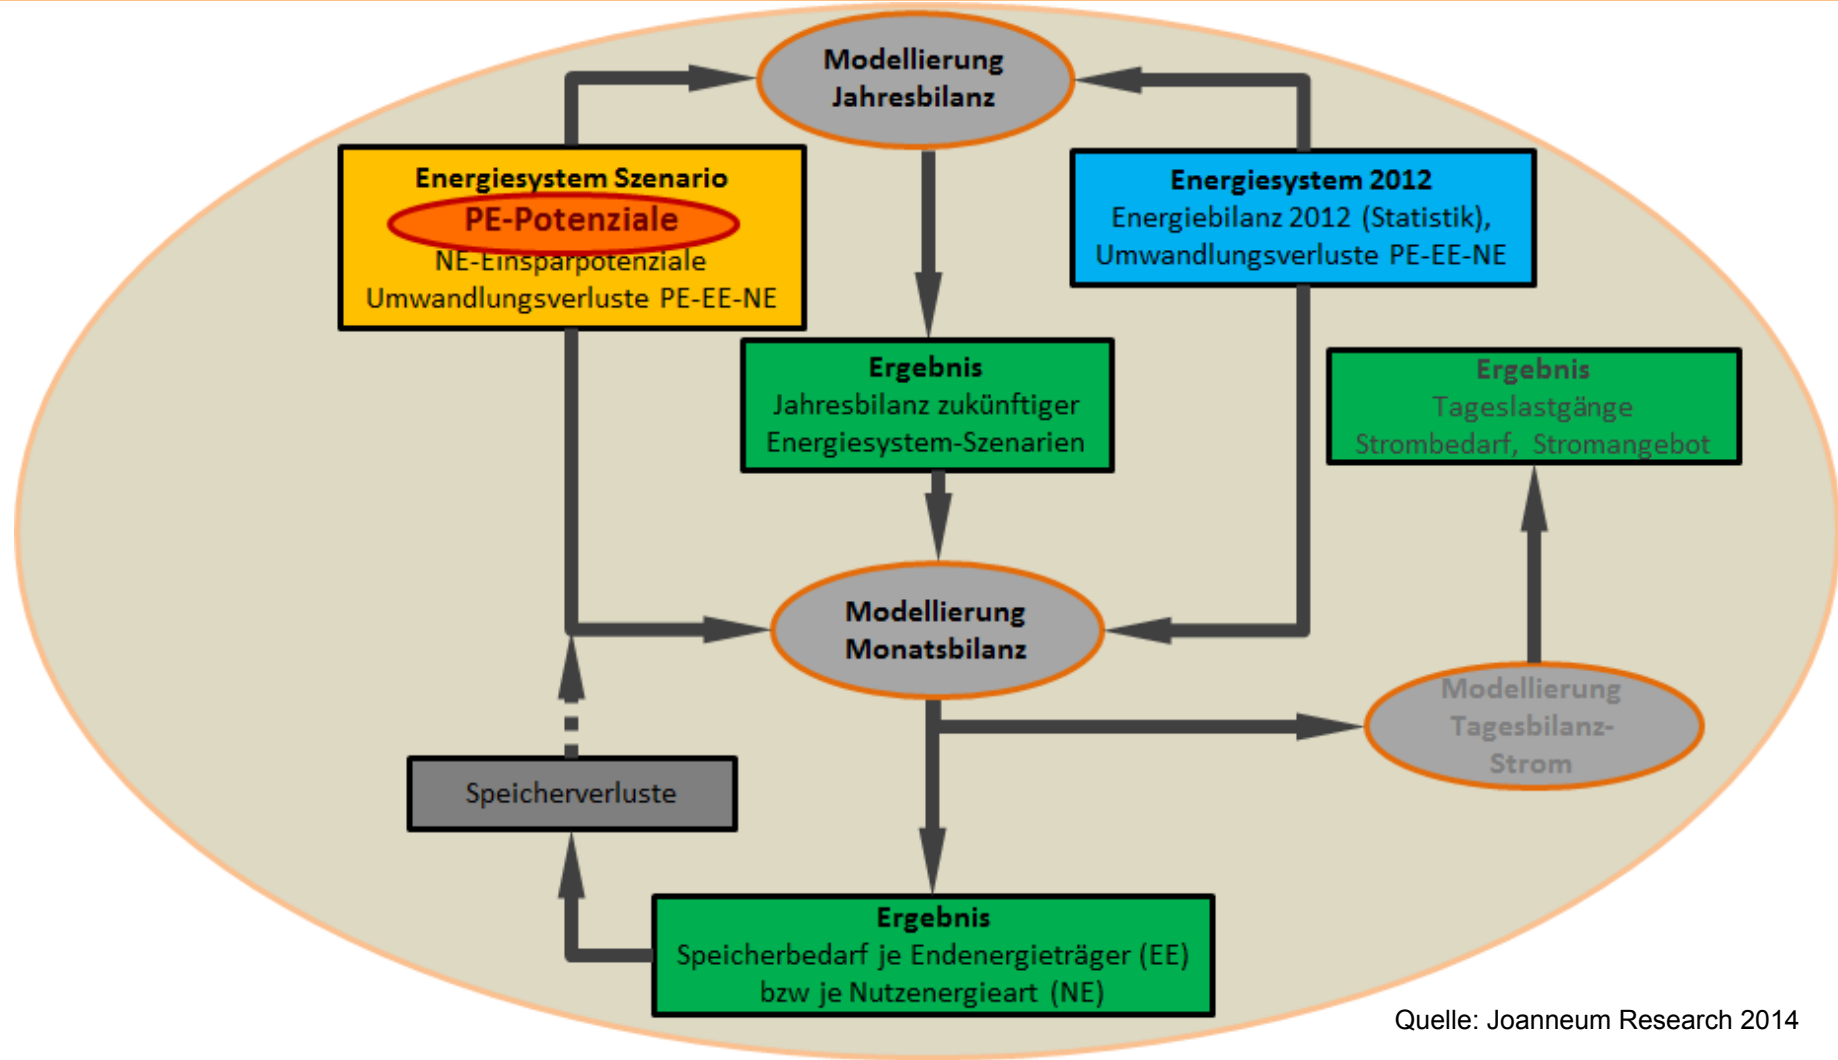 Modellierung
Jahresbilanz
Energiesystem Szenario
PE-Potenziale
NE-Einsparpotenziale
Umwandlungsverluste PE-EE-NE
Energiesystem 2012
Energiebilanz 2012 (Statistik),
Umwandlungsverluste PE-EE-NE
Ergebnis
Jahresbilanz zukünftiger
Energiesystem-Szenarien
Ergebnis
Tageslastgänge
Strombedarf, Stromangebot
Modellierung
Monatsbilanz
Modellierung
Tagesbilanz-
Strom
Speicherverluste
Ergebnis
Speicherbedarf je Endenergieträger (EE)
bzw je Nutzenergieart (NE)
Quelle: Joanneum Research 2014